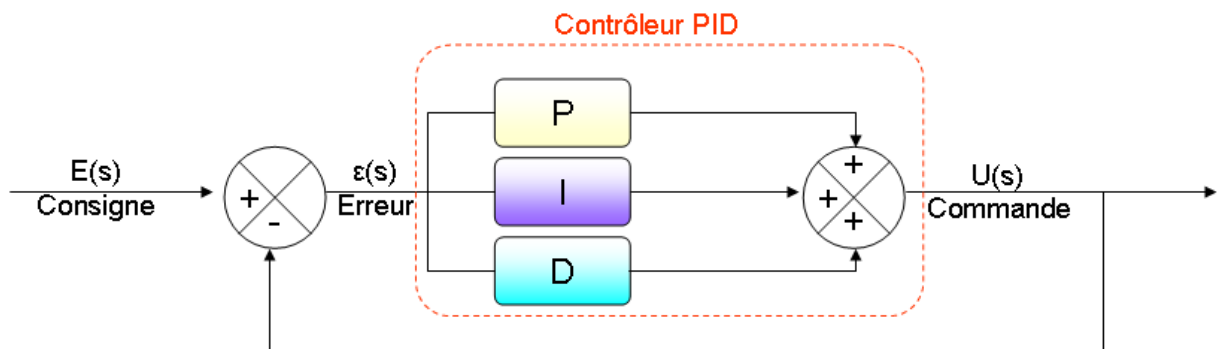 Contrôleur PID
P
E(s)
Consigne
+
-
ε(s)
Erreur
I
D
+
+
+
U(s)
Commande